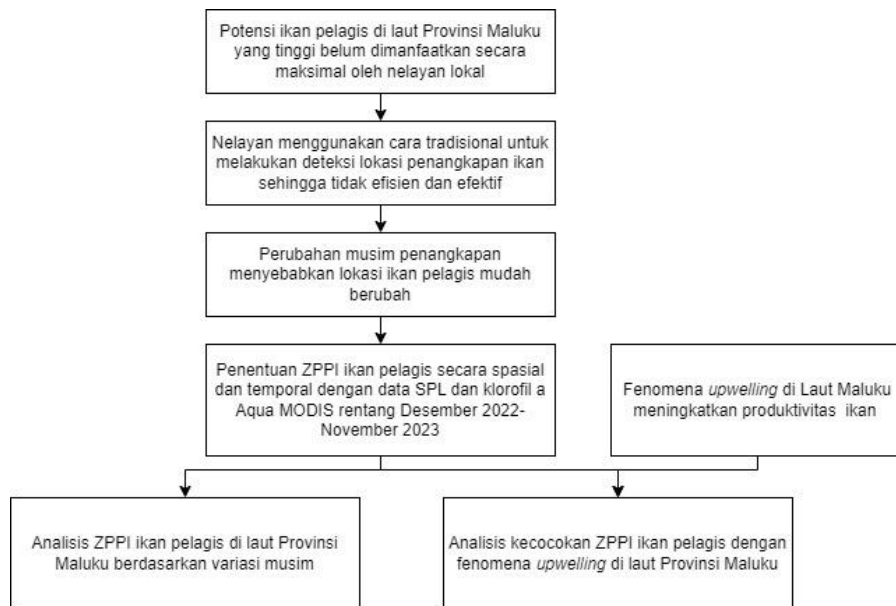 Potensi ikan pelagis di laut Provinsi Maluku
yang tinggi belum dimanfaatkan secara
maksimal oleh nelayan lokal
Nelayan menggunakan cara tradisional untuk
melakukan deteksi lokasi penangkapan ikan
sehingga tidak efisien dan efektif
Perubahan musim penangkapan
menyebabkan lokasi ikan pelagis mudah
berubah
Penentuan ZPPI ikan pelagis secara spasial
dan temporal dengan data SPL dan klorofil a
Aqua MODIS rentang Desember 2022-
November 2023
Fenomena upwelling di Laut Maluku
meningkatkan produktivitas ikan
Analisis ZPPI ikan pelagis di laut Provinsi
Maluku berdasarkan variasi musim
Analisis kecocokan ZPPI ikan pelagis dengan
fenomena upwelling di laut Provinsi Maluku